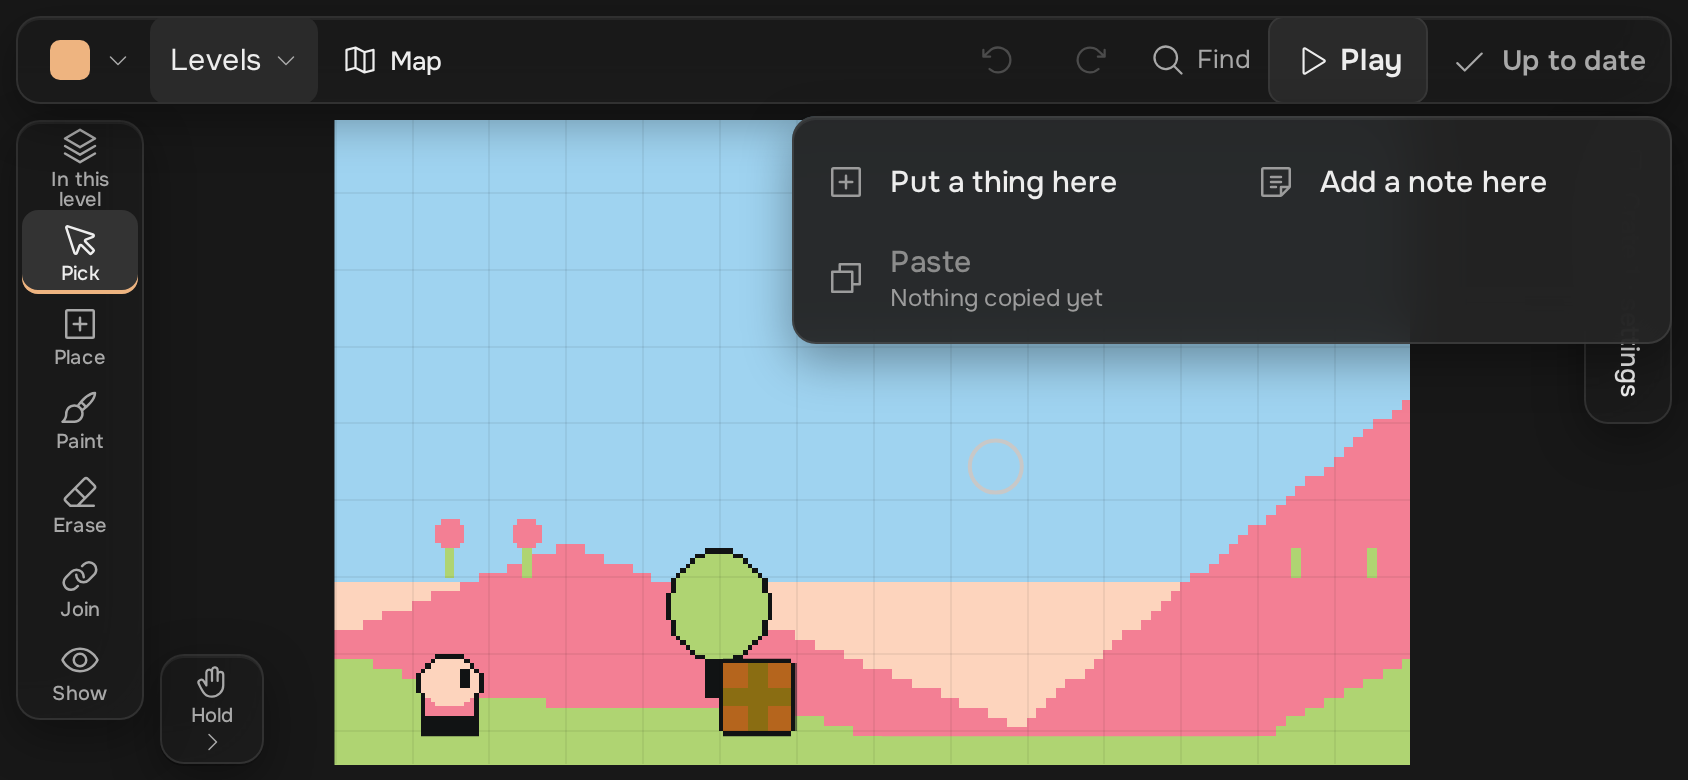 Levels
Map
Find
Play
Up to date
In this
level
Pick
Place
Paint
Erase
Join
Show
Hold
Put a thing here
Add a note here
Paste
Nothing copied yet